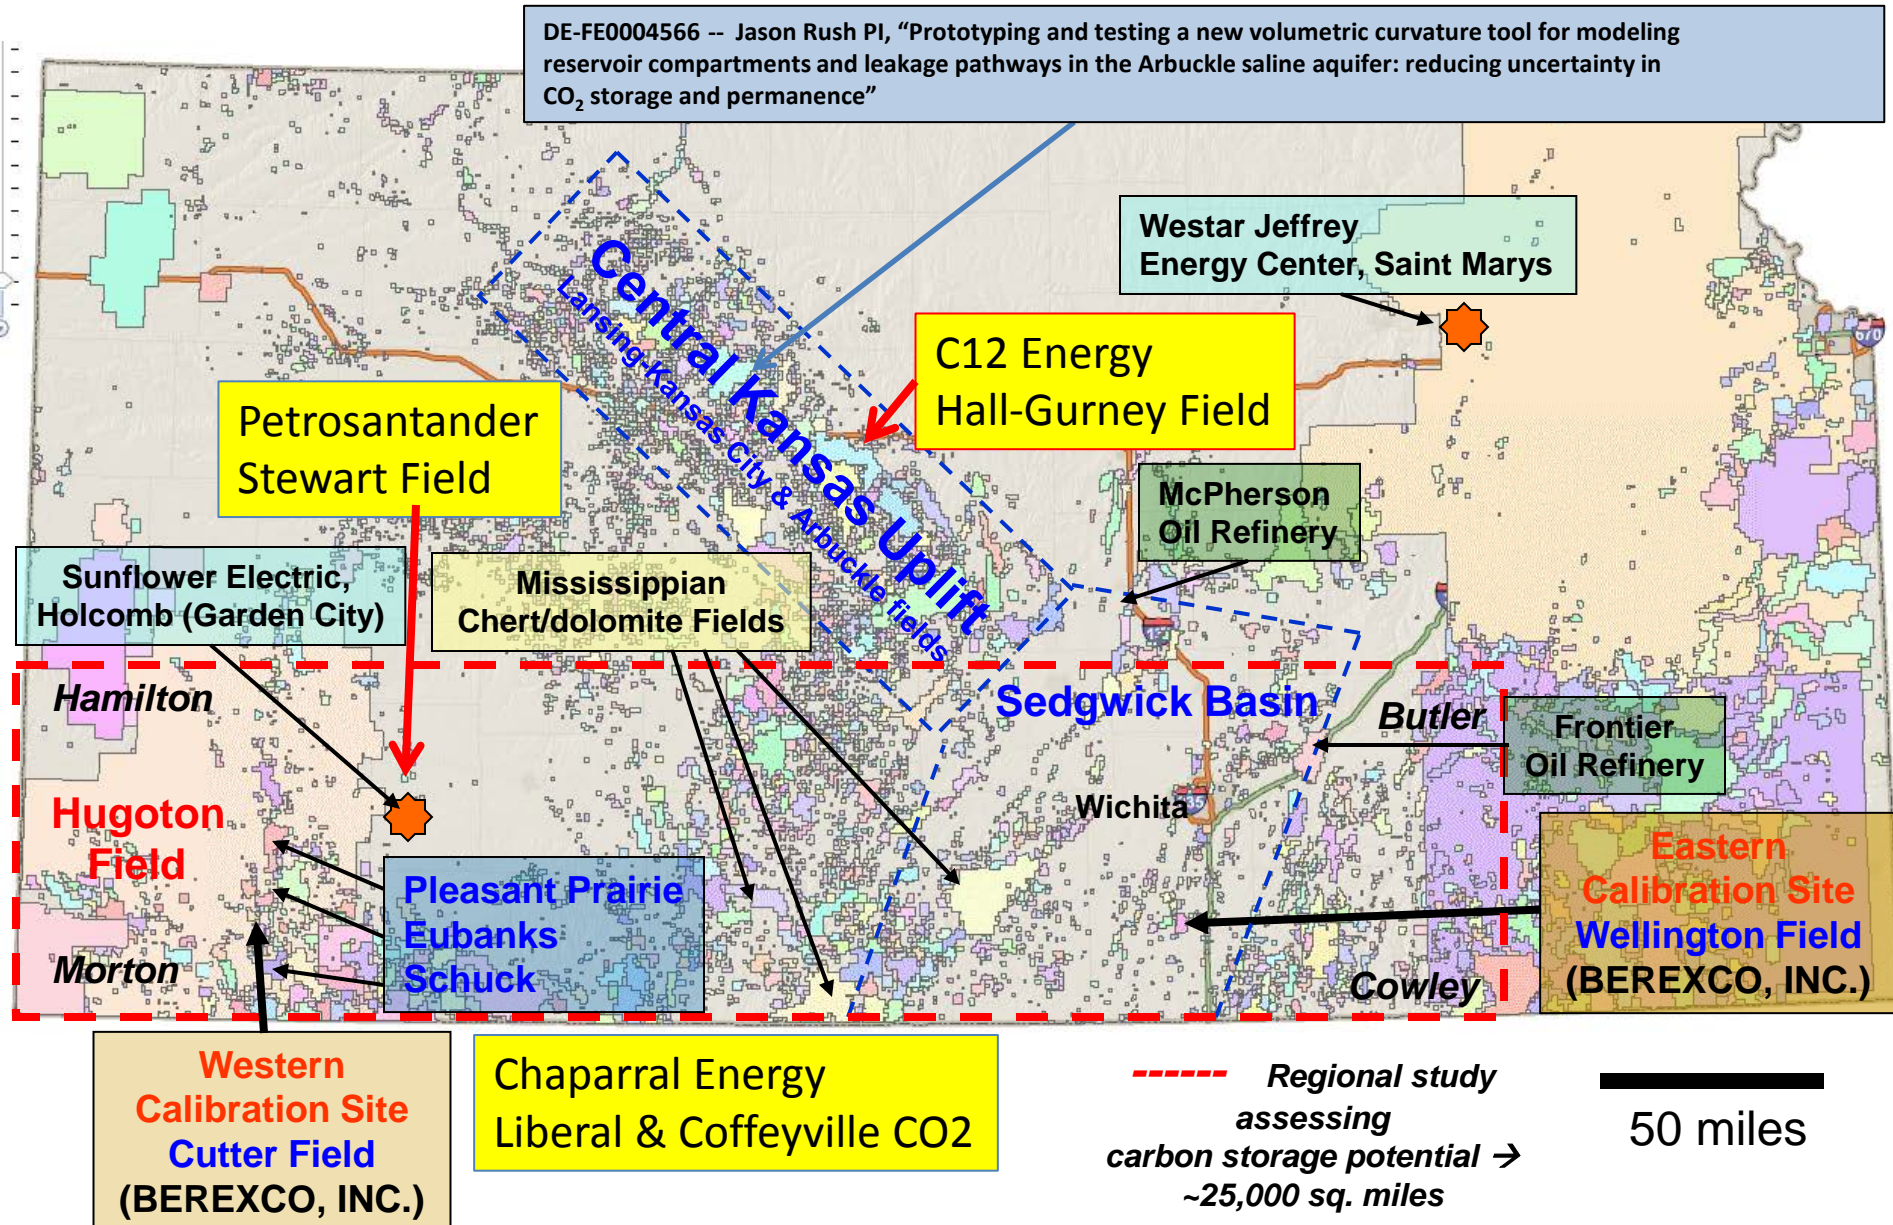 DE-FE0004566 -- Jason Rush PI, “Prototyping and testing a new volumetric curvature tool for modeling
reservoir compartments and leakage pathways in the Arbuckle saline aquifer: reducing uncertainty in
CO2 storage and permanence”
Westar Jeffrey
Energy Center, Saint Marys
Central Kansas Uplift
Lansing-Kansas City & Arbuckle fields
C12 Energy
Hall-Gurney Field
670
Petrosantander
Stewart Field
McPherson
Oil Refinery
Sunflower Electric,
Holcomb (Garden City)
Mississippian
Chert/dolomite Fields
Hamilton
Sedgwick Basin
Butler
Frontier
Oil Refinery
Wichita
Hugoton
Field
Pleasant Prairie
Eubanks
Schuck
Morton
Cowley
Eastern
Calibration Site
Wellington Field
(BEREXCO, INC.)
Western
Calibration Site
Cutter Field
(BEREXCO, INC.)
Chaparral Energy
Liberal & Coffeyville CO2
Regional study
assessing
carbon storage potential →
~25,000 sq. miles
50 miles